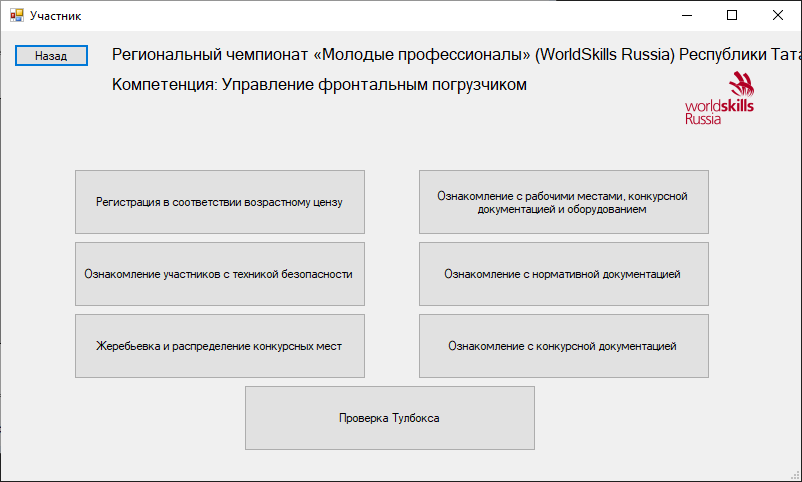 Участник
Назад
Региональный чемпионат «Молодые профессионалы» (WorldSkills Russia) Республики Тата
Компетенция: Управление фронтальным погрузчиком
worldskills
Russia
Регистрация в соответствии возрастному цензу
Ознакомление с рабочими местами, конкурсной
документацией и оборудованием
Ознакомление участников с техникой безопасности
Ознакомление с нормативной документацией
Жеребьевка и распределение конкурсных мест
Ознакомление с конкурсной документацией
Проверка Тулбокса